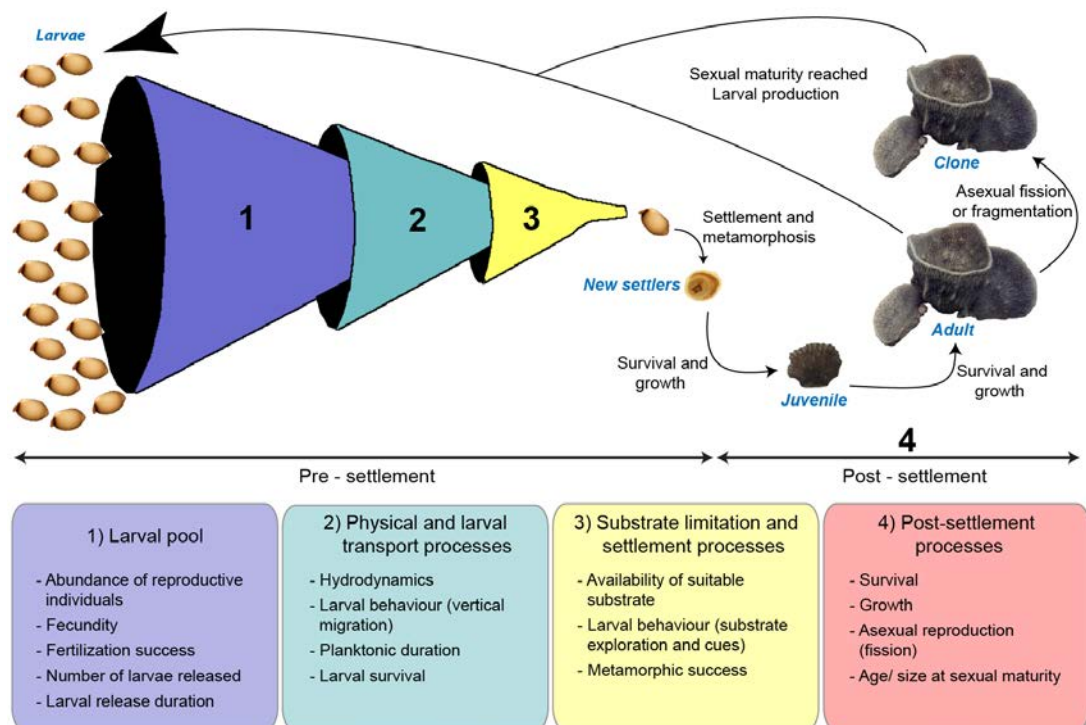 Larvae
1
2
3
Sexual maturity reached
Larval production
Clone
Asexual fission
or fragmentation
Settlement and
metamorphosis
New settlers
Adult
Survival and
growth
Juvenile
Survival and
growth
4
Pre - settlement
Post - settlement
1) Larval pool
- Abundance of reproductive
individuals
- Fecundity
- Fertilization success
- Number of larvae released
- Larval release duration
2) Physical and larval
transport processes
- Hydrodynamics
- Larval behaviour (vertical
migration)
- Planktonic duration
- Larval survival
3) Substrate limitation and
settlement processes
- Availability of suitable
substrate
- Larval behaviour (substrate
exploration and cues)
- Metamorphic success
4) Post-settlement
processes
- Survival
- Growth
- Asexual reproduction
(fission)
- Age/ size at sexual maturity